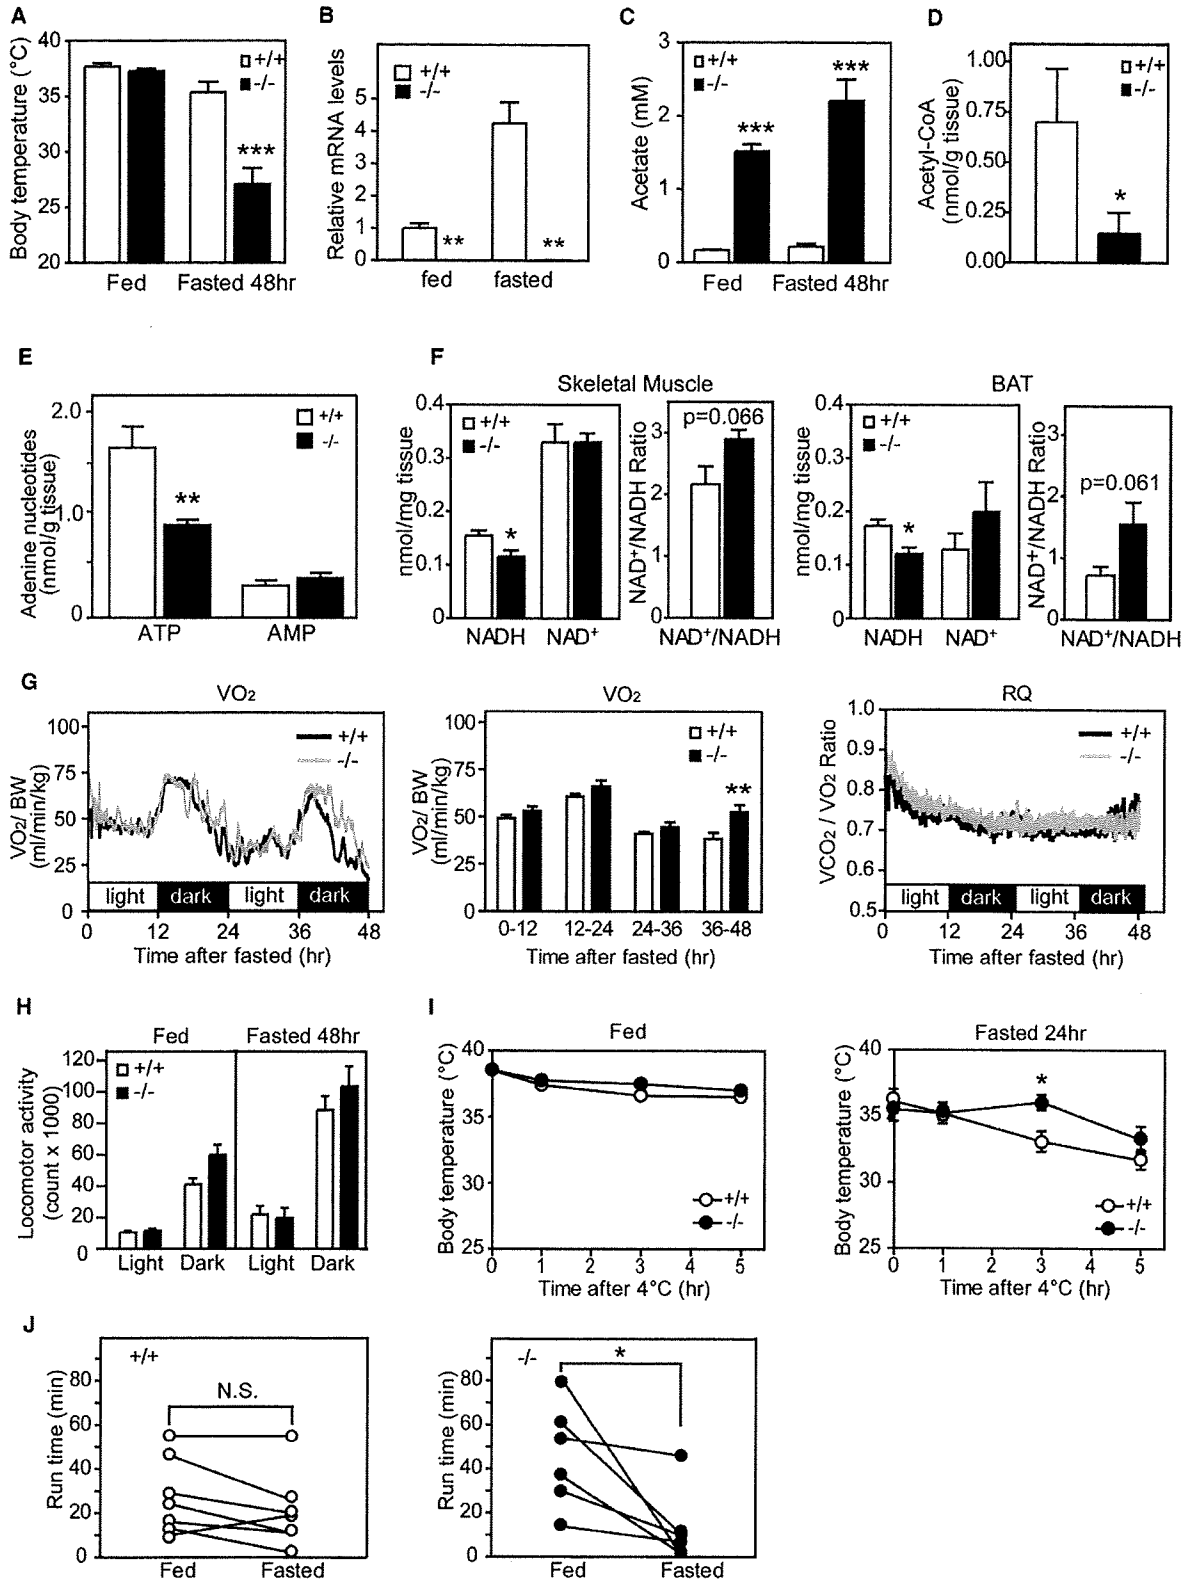 A
Body temperature (°C)
40
35
30
25
20
+/+
-/-
***
Fed
Fasted 48hr
B
Relative mRNA levels
5
4
3
2
1
0
+/+
-/-
**
**
fed
fasted
C
Acetate (mM)
3
2
1
0
+/+
-/-
***
***
Fed
Fasted 48hr
D
Acetyl-CoA
(nmol/g tissue)
1.00
0.75
0.50
0.25
0.00
+/+
-/-
*
E
Adenine nucleotides
(nmol/g tissue)
2.0
1.0
0
+/+
-/-
**
ATP
AMP
F
Skeletal Muscle
nmol/mg tissue
0.4
0.3
0.2
0.1
0
+/+
-/-
*
NADH
NAD+
NAD+/NADH Ratio
3
2
1
0
p=0.066
NAD+/NADH
BAT
nmol/mg tissue
0.4
0.3
0.2
0.1
0
+/+
-/-
*
NADH
NAD+
NAD+/NADH Ratio
3
2
1
0
p=0.061
NAD+/NADH
G
VO2
VO2/ BW
(ml/min/kg)
100
75
50
25
0
+/+
-/-
light
dark
light
dark
0
12
24
36
48
Time after fasted (hr)
VO2
VO2/ BW
(ml/min/kg)
100
75
50
25
0
+/+
-/-
**
0-12
12-24
24-36
36-48
Time after fasted (hr)
RQ
VCO2 / VO2 Ratio
1.0
0.9
0.8
0.7
0.6
0.5
+/+
-/-
light
dark
light
dark
0
12
24
36
48
Time after fasted (hr)
H
Fed
Fasted 48hr
Locomotor activity
(count x 1000)
120
100
80
60
40
20
0
+/+
-/-
Light
Dark
Light
Dark
I
Fed
Body temperature (°C)
40
35
30
25
+/+
-/-
0
1
2
3
4
5
Time after 4°C (hr)
Fasted 24hr
Body temperature (°C)
40
35
30
25
*
+/+
-/-
0
1
2
3
4
5
Time after 4°C (hr)
J
+/+
Run time (min)
80
60
40
20
0
N.S.
Fed
Fasted
-/-
Run time (min)
80
60
40
20
0
*
Fed
Fasted